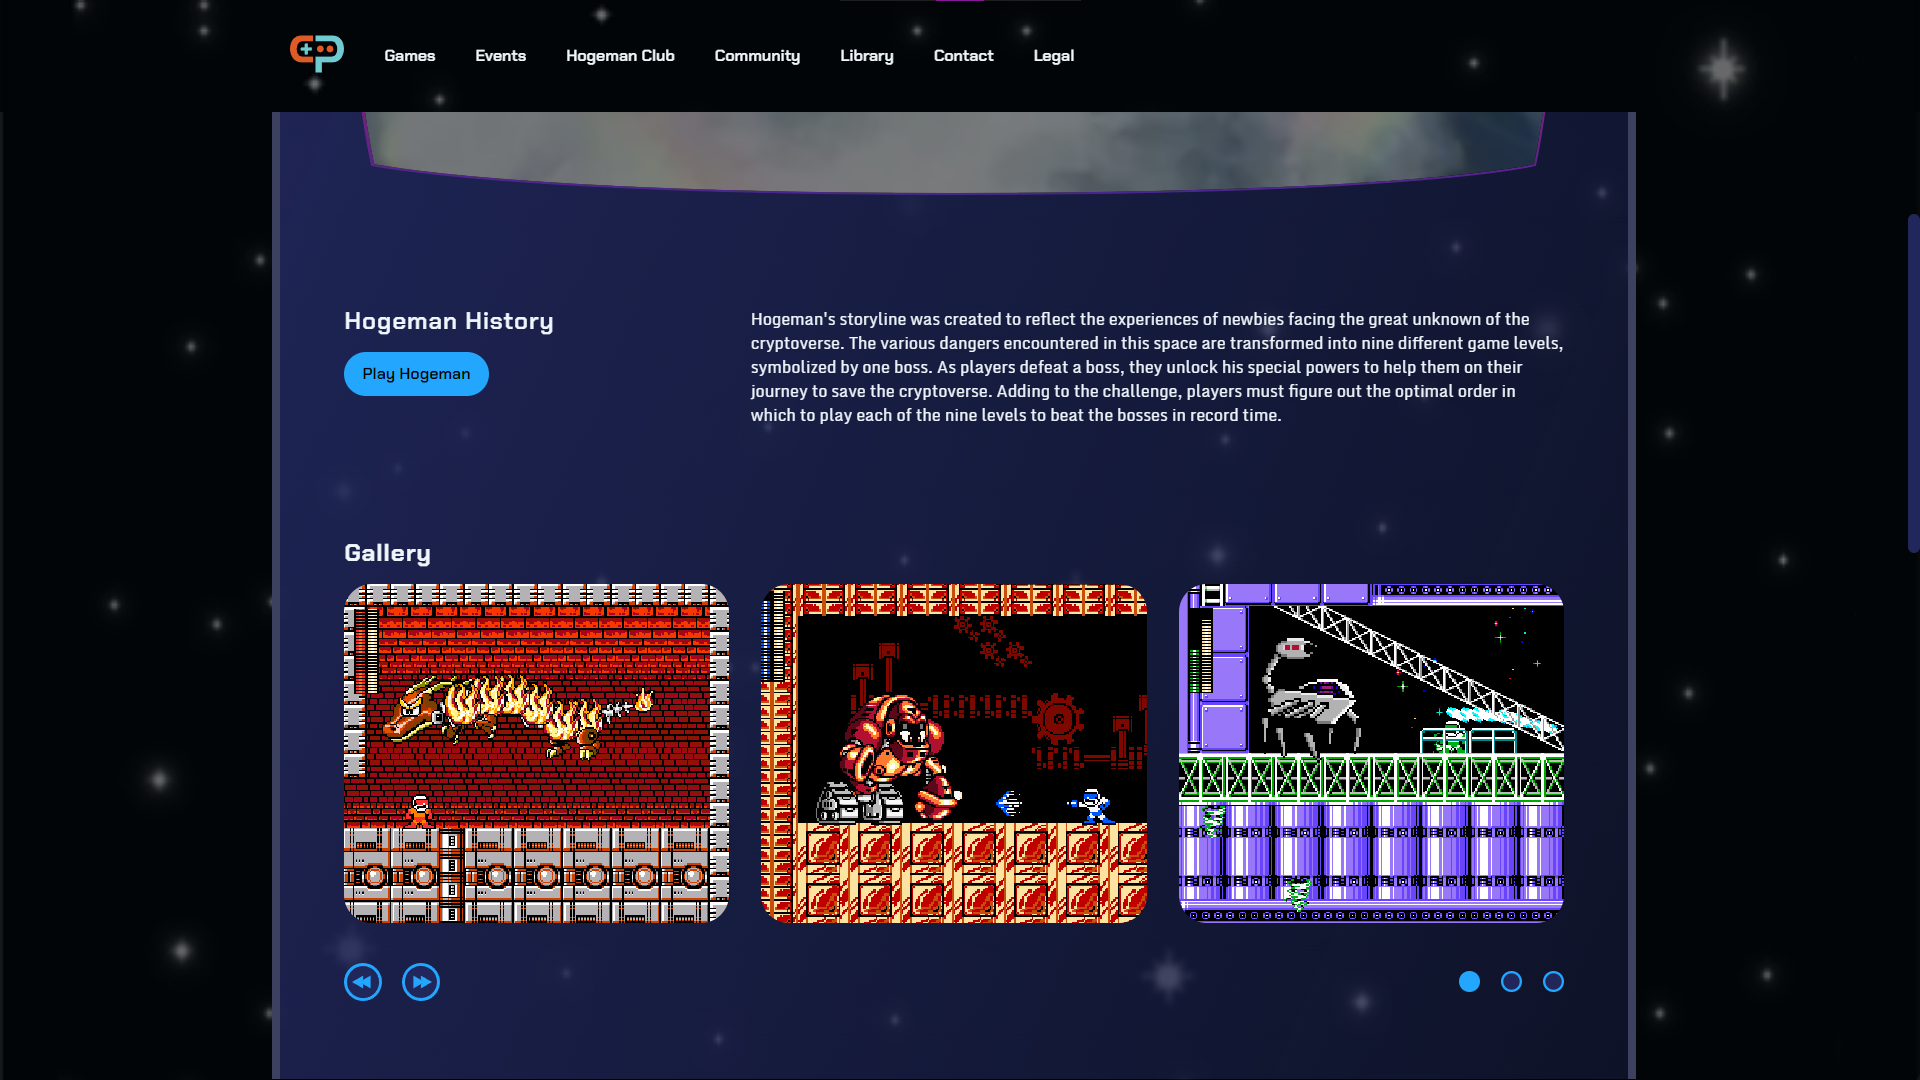 Games
Events
Hogeman Club
Community
Library
Contact
Legal
Hogeman History
Play Hogeman
Hogeman's storyline was created to reflect the experiences of newbies facing the great unknown of the
cryptoverse. The various dangers encountered in this space are transformed into nine different game levels,
symbolized by one boss. As players defeat a boss, they unlock his special powers to help them on their
journey to save the cryptoverse. Adding to the challenge, players must figure out the optimal order in
which to play each of the nine levels to beat the bosses in record time.
Gallery